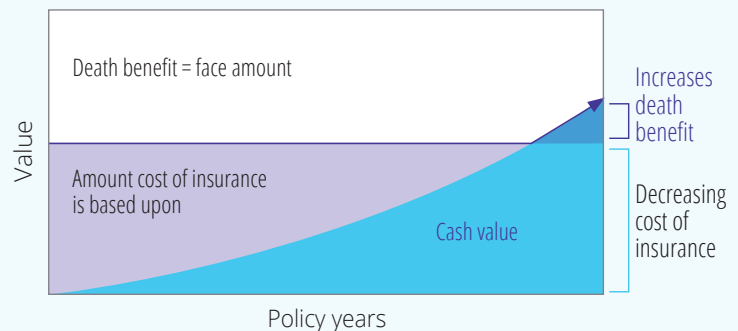 Death benefit = face amount
Increases
death
benefit
Value
Amount cost of insurance
is based upon
Cash value
Decreasing
cost of
insurance
Policy years